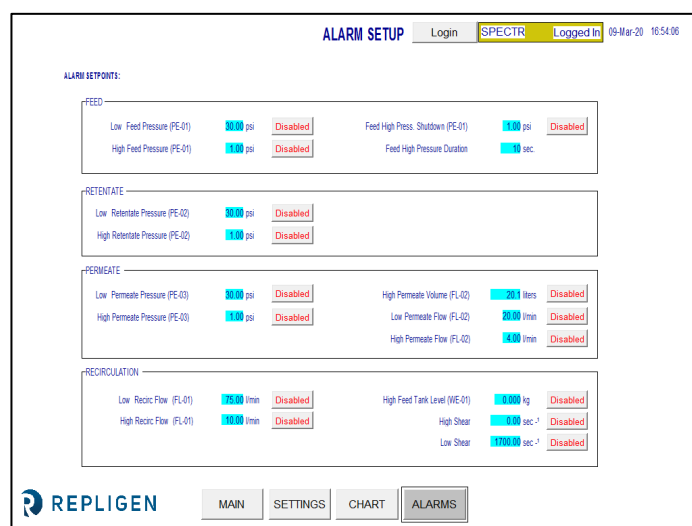 ALARM SETUP Login SPECTR Logged In 09-Mar-20 16:54:06
ALARM SETPOINTS:
FEED
Low Feed Pressure (PE-01) 30.00 psi Disabled Feed High Press. Shutdown (PE-01) 1.00 psi Disabled
High Feed Pressure (PE-01) 1.00 psi Disabled Feed High Pressure Duration 10 sec.
RETENTATE
Low Retentate Pressure (PE-02) 30.00 psi Disabled
High Retentate Pressure (PE-02) 1.00 psi Disabled
PERMEATE
Low Permeate Pressure (PE-03) 30.00 psi Disabled High Permeate Volume (FL-02) 20.1 liters Disabled
High Permeate Pressure (PE-03) 1.00 psi Disabled Low Permeate Flow (FL-02) 20.00 l/min Disabled
High Permeate Flow (FL-02) 4.00 l/min Disabled
RECIRCULATION
Low Recirc Flow (FL-01) 75.00 l/min Disabled High Feed Tank Level (WE-01) 0.000 kg Disabled
High Recirc Flow (FL-01) 10.00 l/min Disabled High Shear 0.00 sec -¹ Disabled
Low Shear 1700.00 sec -¹ Disabled
REPLIGEN MAIN SETTINGS CHART ALARMS